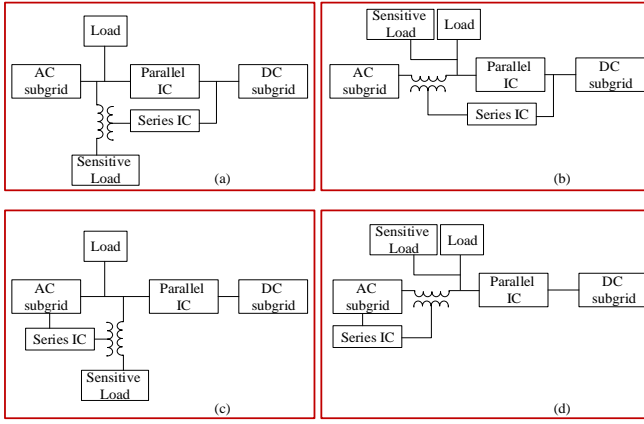 Load
AC
subgrid
Parallel
IC
DC
subgrid
Series IC
Sensitive
Load
(a)
Sensitive
Load
Load
AC
subgrid
Parallel
IC
DC
subgrid
Series IC
(b)
Load
AC
subgrid
Parallel
IC
DC
subgrid
Series IC
Sensitive
Load
(c)
Sensitive
Load
Load
AC
subgrid
Parallel
IC
DC
subgrid
Series IC
(d)